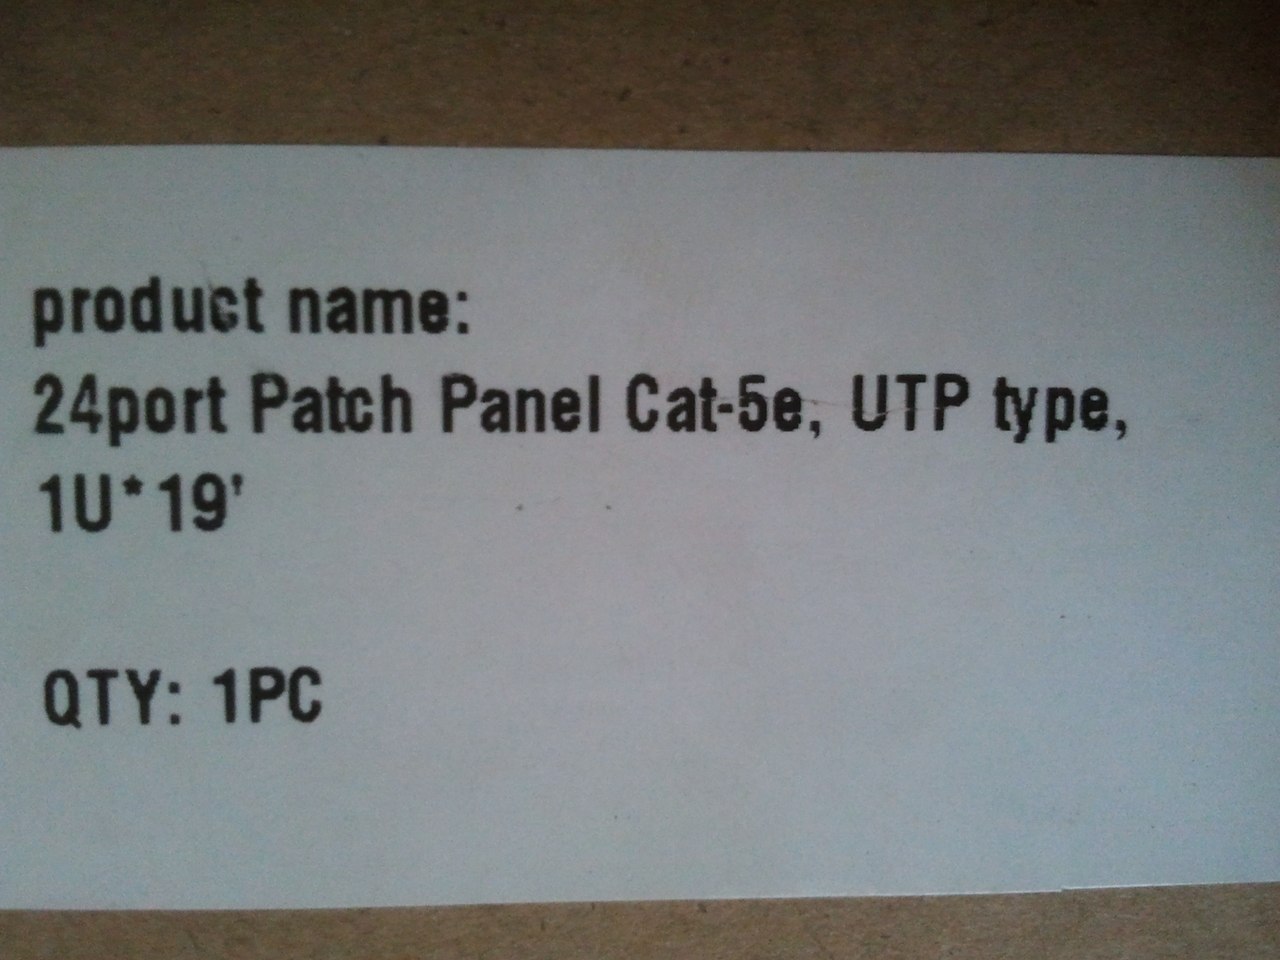 product name:
24port Patch Panel Cat-5e, UTP type,
1U*19'
QTY: 1PC